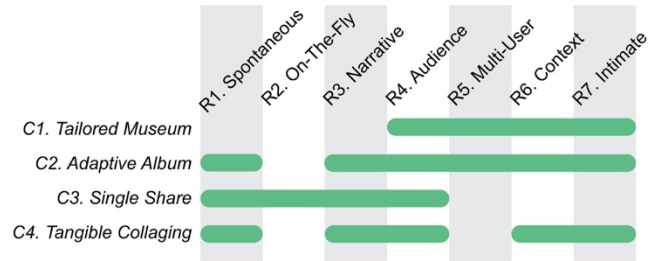 R1. Spontaneous
R2. On-The-Fly
R3. Narrative
R4. Audience
R5. Multi-User
R6. Context
R7. Intimate
C1. Tailored Museum
C2. Adaptive Album
C3. Single Share
C4. Tangible Collaging